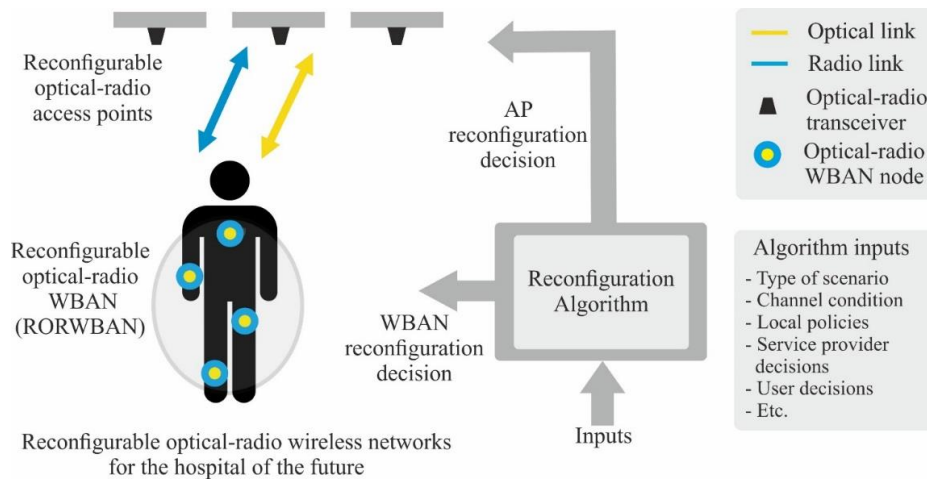 Reconfigurable
optical-radio
access points
AP
reconfiguration
decision
Optical link
Radio link
Optical-radio
transceiver
Optical-radio
WBAN node
Reconfigurable
optical-radio
WBAN
(RORWBAN)
WBAN
reconfiguration
decision
Reconfiguration
Algorithm
Inputs
Algorithm inputs
- Type of scenario
- Channel condition
- Local policies
- Service provider
decisions
- User decisions
- Etc.
Reconfigurable optical-radio wireless networks
for the hospital of the future